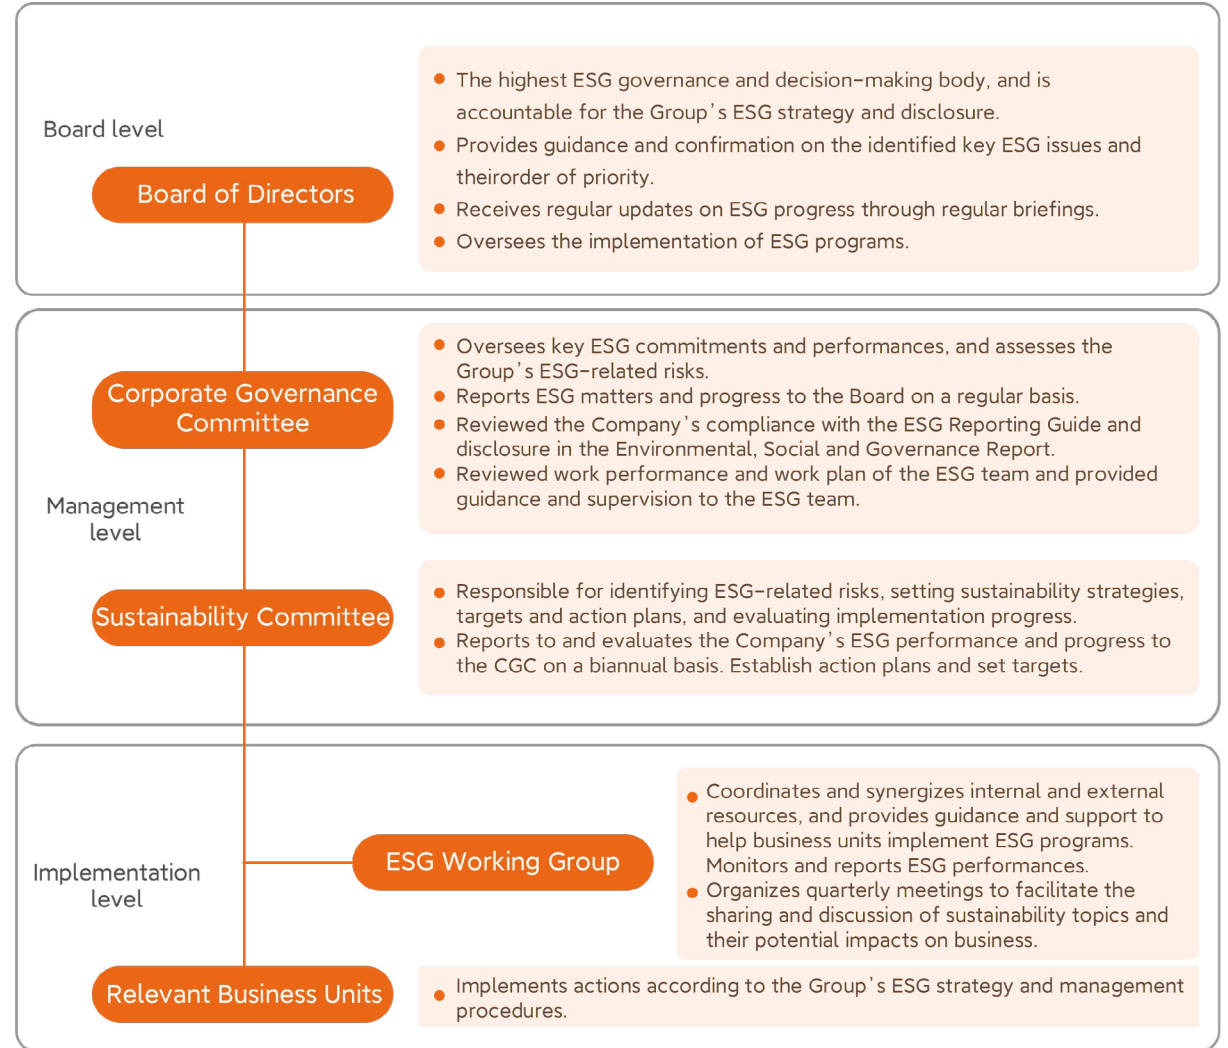 Board level
Board of Directors
• The highest ESG governance and decision-making body, and is
accountable for the Group's ESG strategy and disclosure.
• Provides guidance and confirmation on the identified key ESG issues and
theirorder of priority.
• Receives regular updates on ESG progress through regular briefings.
• Oversees the implementation of ESG programs.
Management
level
Corporate Governance
Committee
• Oversees key ESG commitments and performances, and assesses the
Group's ESG-related risks.
• Reports ESG matters and progress to the Board on a regular basis.
• Reviewed the Company's compliance with the ESG Reporting Guide and
disclosure in the Environmental, Social and Governance Report.
• Reviewed work performance and work plan of the ESG team and provided
guidance and supervision to the ESG team.
Sustainability Committee
• Responsible for identifying ESG-related risks, setting sustainability strategies,
targets and action plans, and evaluating implementation progress.
• Reports to and evaluates the Company's ESG performance and progress to
the CGC on a biannual basis. Establish action plans and set targets.
Implementation
level
ESG Working Group
• Coordinates and synergizes internal and external
resources, and provides guidance and support to
help business units implement ESG programs.
Monitors and reports ESG performances.
• Organizes quarterly meetings to facilitate the
sharing and discussion of sustainability topics and
their potential impacts on business.
Relevant Business Units
• Implements actions according to the Group's ESG strategy and management
procedures.